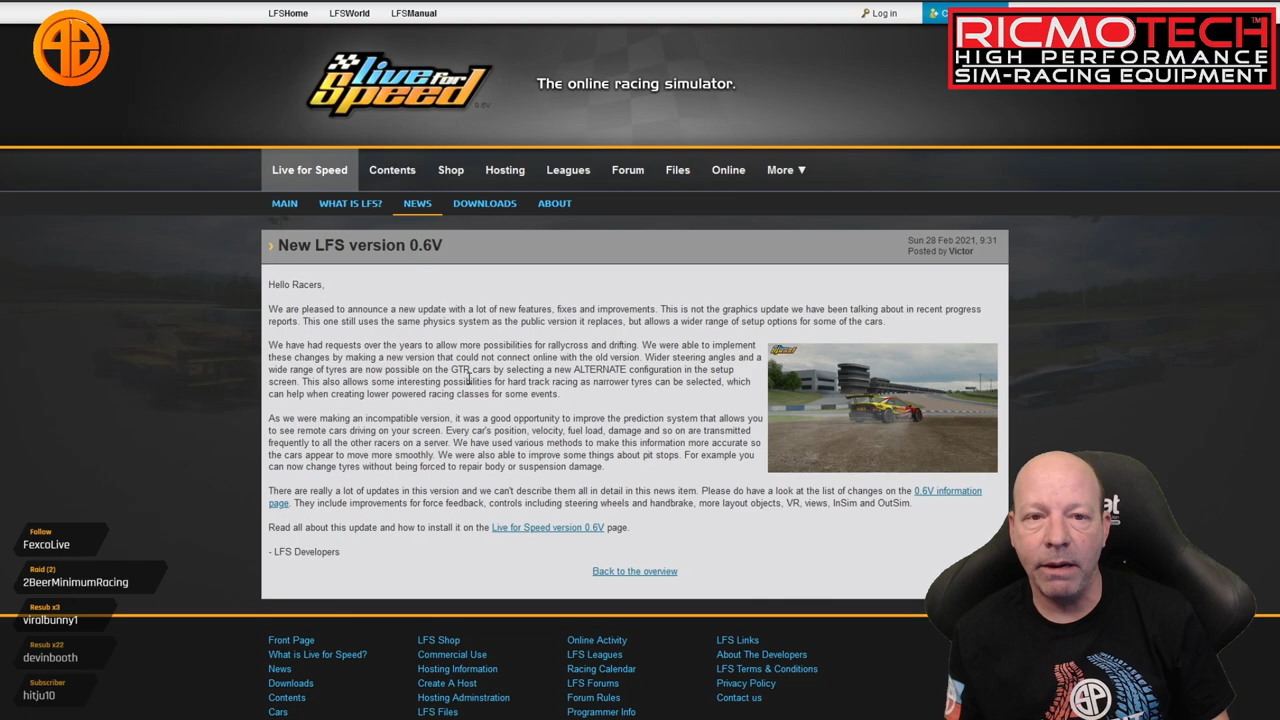 LFSHome LFSWorld LFSManual Log in
RICMOTECH™
HIGH PERFORMANCE
SIM-RACING EQUIPMENT
live for
Speed
0.6V
The online racing simulator.
Live for Speed Contents Shop Hosting Leagues Forum Files Online More ▼
MAIN WHAT IS LFS? NEWS DOWNLOADS ABOUT
› New LFS version 0.6V
Sun 28 Feb 2021, 9:31
Posted by Victor
Hello Racers,
We are pleased to announce a new update with a lot of new features, fixes and improvements. This is not the graphics update we have been talking about in recent progress
reports. This one still uses the same physics system as the public version it replaces, but allows a wider range of setup options for some of the cars.
We have had requests over the years to allow more possibilities for rallycross and drifting. We were able to implement
these changes by making a new version that could not connect online with the old version. Wider steering angles and a
wide range of tyres are now possible on the GTR cars by selecting a new ALTERNATE configuration in the setup
screen. This also allows some interesting possibilities for hard track racing as narrower tyres can be selected, which
can help when creating lower powered racing classes for some events.
As we were making an incompatible version, it was a good opportunity to improve the prediction system that allows you
to see remote cars driving on your screen. Every car's position, velocity, fuel load, damage and so on are transmitted
frequently to all the other racers on a server. We have used various methods to make this information more accurate so
the cars appear to move more smoothly. We were also able to improve some things about pit stops. For example you
can now change tyres without being forced to repair body or suspension damage.
There are really a lot of updates in this version and we can't describe them all in detail in this news item. Please do have a look at the list of changes on the 0.6V information
page. They include improvements for force feedback, controls including steering wheels and handbrake, more layout objects, VR, views, InSim and OutSim.
Read all about this update and how to install it on the Live for Speed version 0.6V page.
- LFS Developers
Back to the overview
Follow
FexcoLive
Raid (2)
2BeerMinimumRacing
Resub x3
viralbunny1
Resub x22
devinbooth
Subscriber
hitju10
Front Page LFS Shop Online Activity LFS Links
What is Live for Speed? Commercial Use LFS Leagues About The Developers
News Hosting Information Racing Calendar LFS Terms & Conditions
Downloads Create A Host LFS Forums Privacy Policy
Contents Hosting Adminstration Forum Rules Contact us
Cars LFS Files Programmer Info